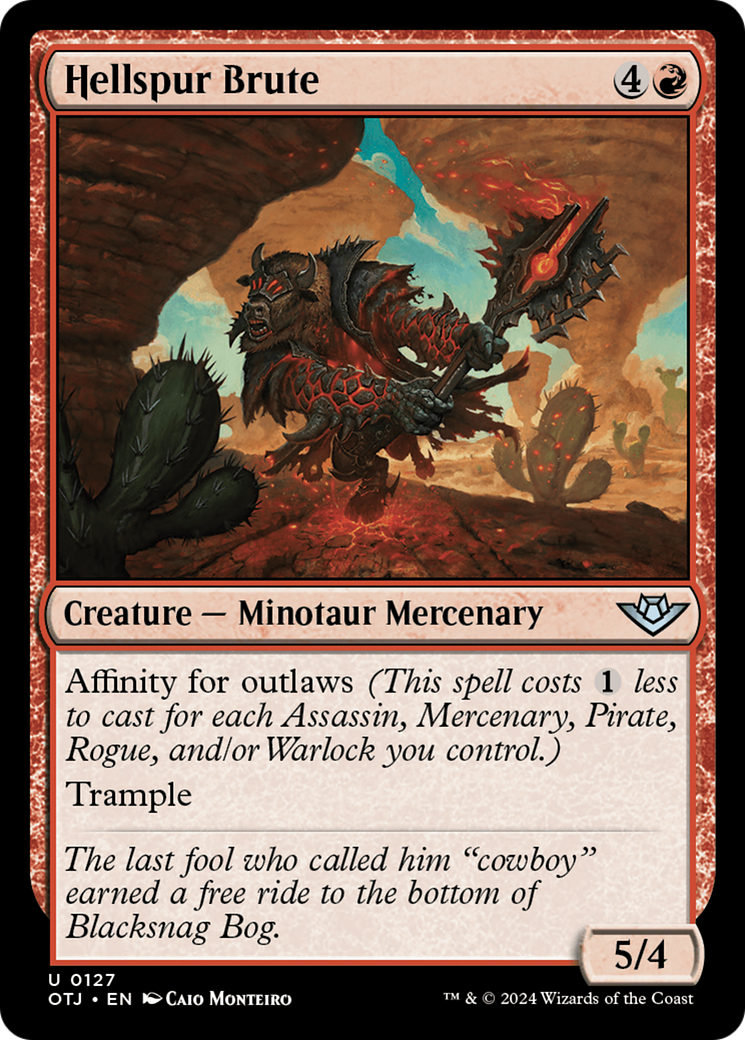 Hellspur Brute 4
Creature — Minotaur Mercenary
Affinity for outlaws (This spell costs 1 less
to cast for each Assassin, Mercenary, Pirate,
Rogue, and/or Warlock you control.)
Trample
The last fool who called him “cowboy”
earned a free ride to the bottom of
Blacksnag Bog.
5/4
U 0127
OTJ • EN Caio Monteiro
™ & © 2024 Wizards of the Coast